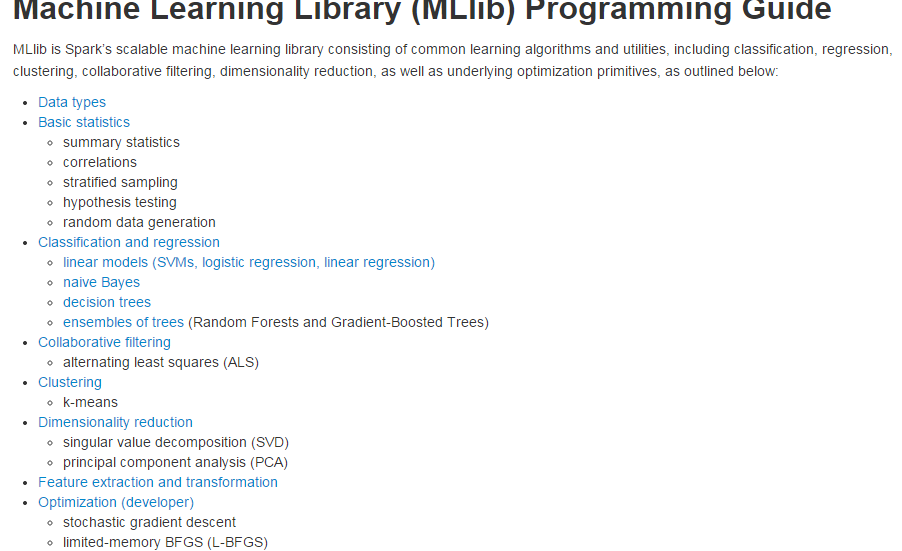 Machine Learning Library (MLlib) Programming Guide
MLlib is Spark's scalable machine learning library consisting of common learning algorithms and utilities, including classification, regression,
clustering, collaborative filtering, dimensionality reduction, as well as underlying optimization primitives, as outlined below:
Data types
Basic statistics
summary statistics
correlations
stratified sampling
hypothesis testing
random data generation
Classification and regression
linear models (SVMs, logistic regression, linear regression)
naive Bayes
decision trees
ensembles of trees (Random Forests and Gradient-Boosted Trees)
Collaborative filtering
alternating least squares (ALS)
Clustering
k-means
Dimensionality reduction
singular value decomposition (SVD)
principal component analysis (PCA)
Feature extraction and transformation
Optimization (developer)
stochastic gradient descent
limited-memory BFGS (L-BFGS)